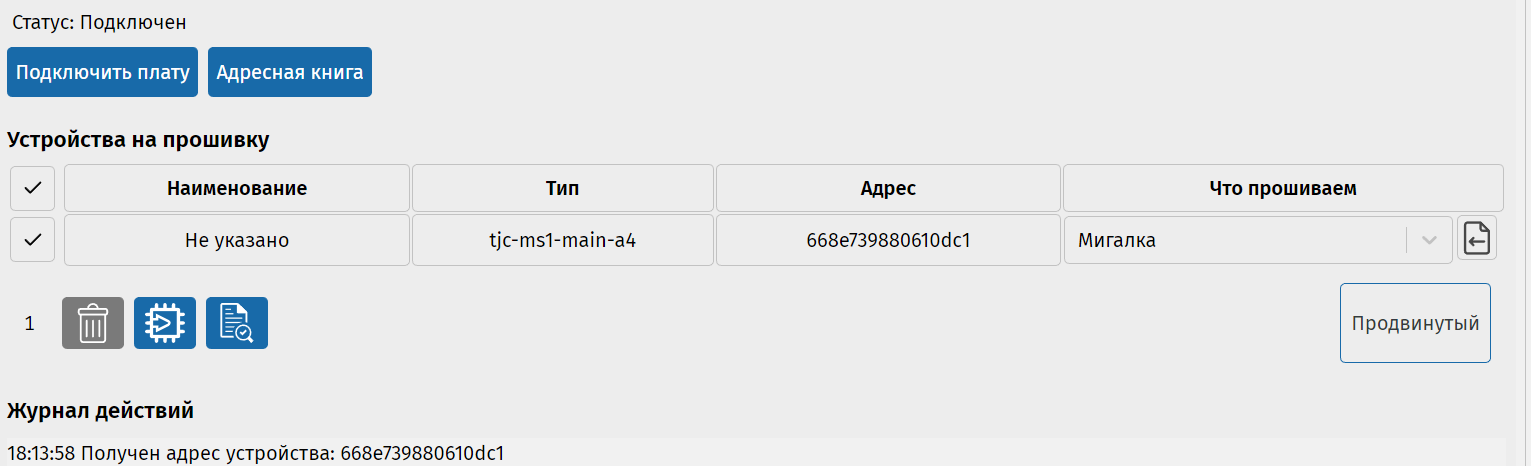 Статус: Подключен
Подключить плату Адресная книга
Устройства на прошивку
Наименование Тип Адрес Что прошиваем
Не указано tjc-ms1-main-a4 668e739880610dc1 Мигалка
1 Продвинутый
Журнал действий
18:13:58 Получен адрес устройства: 668e739880610dc1